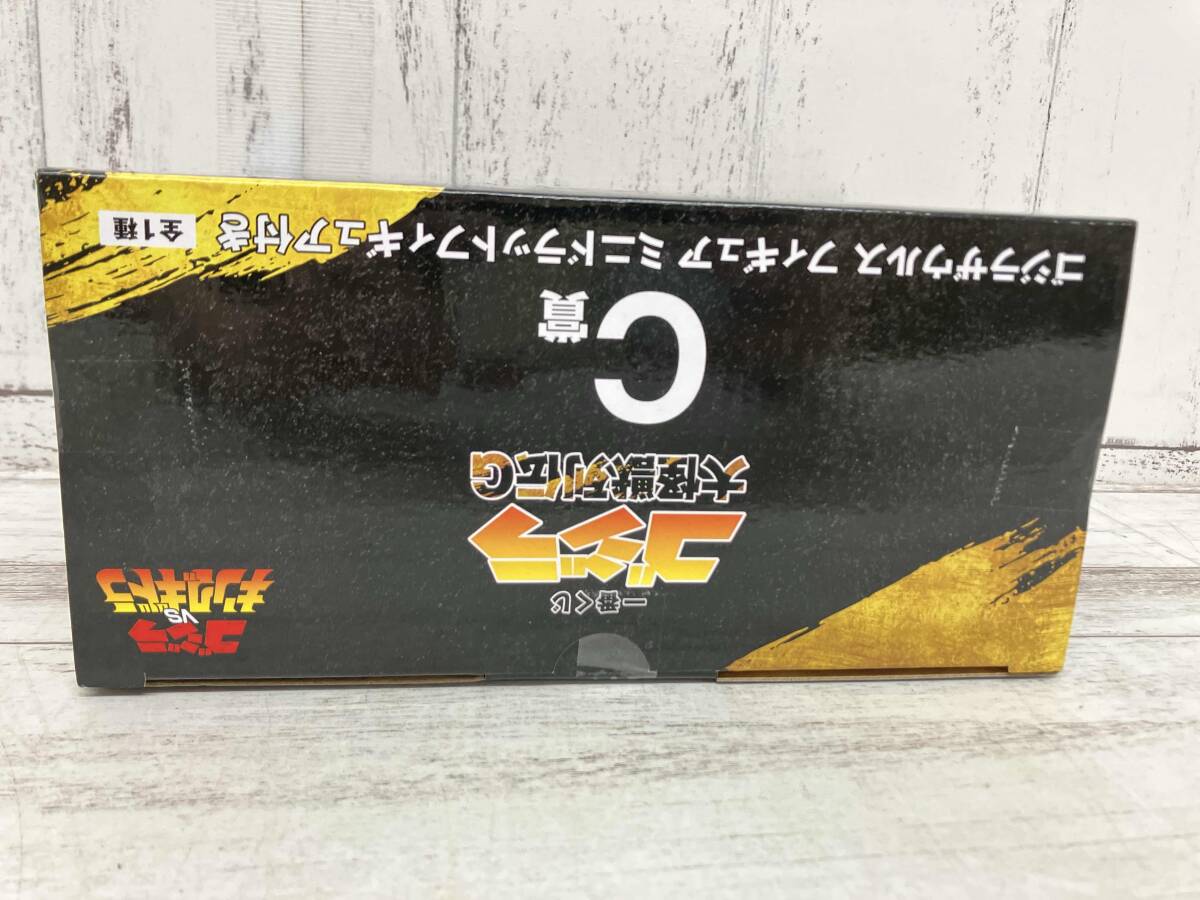 一番くじ
ゴジラ
大怪獣列伝G
C賞
ゴジラザウルス フィギュア ミニドラットフィギュア付き
全1種
ゴジラ
VS
キングギドラ